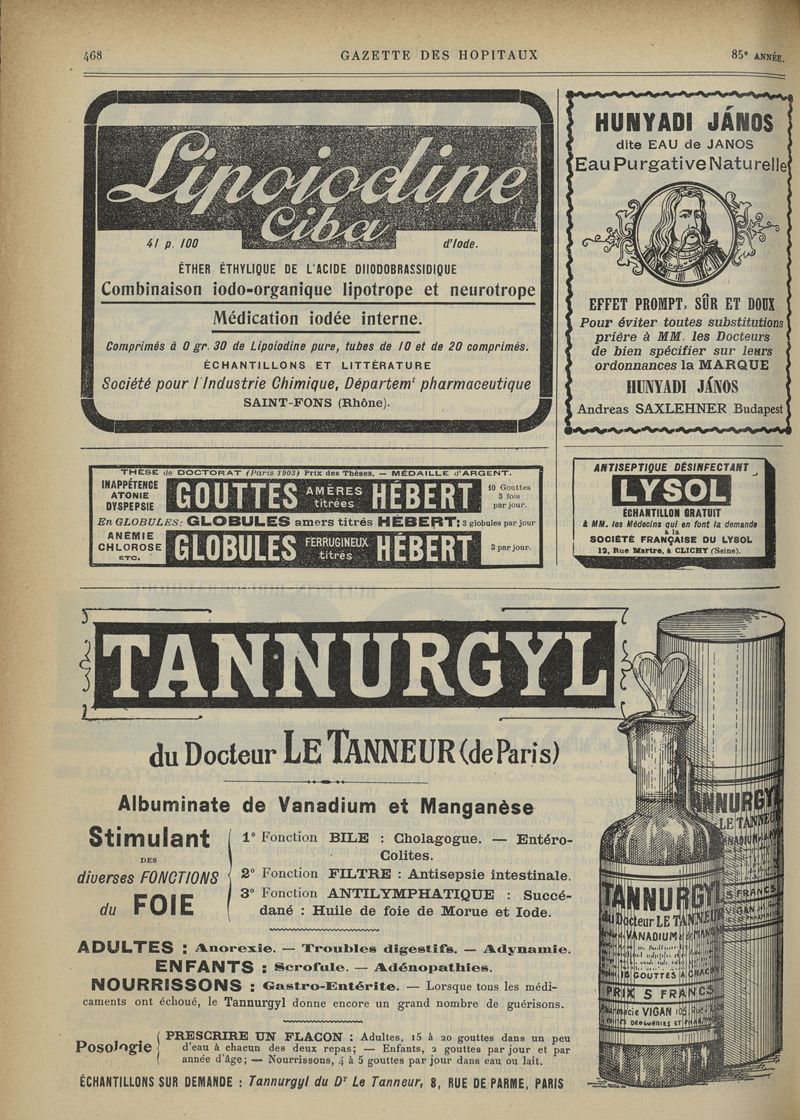 468
GAZETTE DES HOPITAUX
85e ANNÉE.
Lipoiodine
Ciba
41 p. 100
d'Iode.
ÉTHER ÉTHYLIQUE DE L'ACIDE DIIODOBRASSIDIQUE
Combinaison iodo-organique lipotrope et neurotrope
Médication iodée interne.
Comprimés à 0 gr. 30 de Lipoiodine pure, tubes de 10 et de 20 comprimés.
ÉCHANTILLONS ET LITTÉRATURE
Société pour l'Industrie Chimique, Départemt pharmaceutique
SAINT-FONS (Rhône).
HUNYADI JÁNOS
dite EAU de JANOS
Eau Purgative Naturelle
EFFET PROMPT, SÛR ET DOUX
Pour éviter toutes substitutions
prière à MM. les Docteurs
de bien spécifier sur leurs
ordonnances la MARQUE
HUNYADI JÁNOS
Andreas SAXLEHNER Budapest
THÈSE de DOCTORAT (Paris 1903) Prix des Thèses. — MÉDAILLE d'ARGENT.
INAPPÉTENCE
ATONIE
DYSPEPSIE
GOUTTES AMÈRES titrées HÉBERT
10 Gouttes
3 fois
par jour.
En GLOBULES: GLOBULES amers titrés HÉBERT: 3 globules par jour
ANÉMIE
CHLOROSE
ETC.
GLOBULES FERRUGINEUX titrés HÉBERT
3 par jour.
ANTISEPTIQUE DÉSINFECTANT
LYSOL
ÉCHANTILLON GRATUIT
à MM. les Médecins qui en font la demande
à la
SOCIÉTÉ FRANÇAISE DU LYSOL
12, Rue Martre, à CLICHY (Seine).
TANNURGYL
du Docteur LE TANNEUR (de Paris)
Albuminate de Vanadium et Manganèse
Stimulant
DES
diverses FONCTIONS
du FOIE
1° Fonction BILE : Cholagogue. — Entéro-
Colites.
2° Fonction FILTRE : Antisepsie intestinale.
3° Fonction ANTILYMPHATIQUE : Succé-
dané : Huile de foie de Morue et Iode.
ADULTES : Anorexie. — Troubles digestifs. — Adynamie.
ENFANTS : Scrofule. — Adénopathies.
NOURRISSONS : Gastro-Entérite. — Lorsque tous les médi-
caments ont échoué, le Tannurgyl donne encore un grand nombre de guérisons.
Posologie
PRESCRIRE UN FLACON : Adultes, 15 à 20 gouttes dans un peu
d'eau à chacun des deux repas; — Enfants, 2 gouttes par jour et par
année d'âge; — Nourrissons, 4 à 5 gouttes par jour dans eau ou lait.
ÉCHANTILLONS SUR DEMANDE : Tannurgyl du Dr Le Tanneur, 8, RUE DE PARME, PARIS
TANNURGY
LE TANNEU
5 FRANCS
VIGAN
TANNURGYL
du Docteur LE TANNEUR
VANADIUM
GOUTTES A CHACUN
PRIX 5 FRANCS
Pharmacie VIGAN